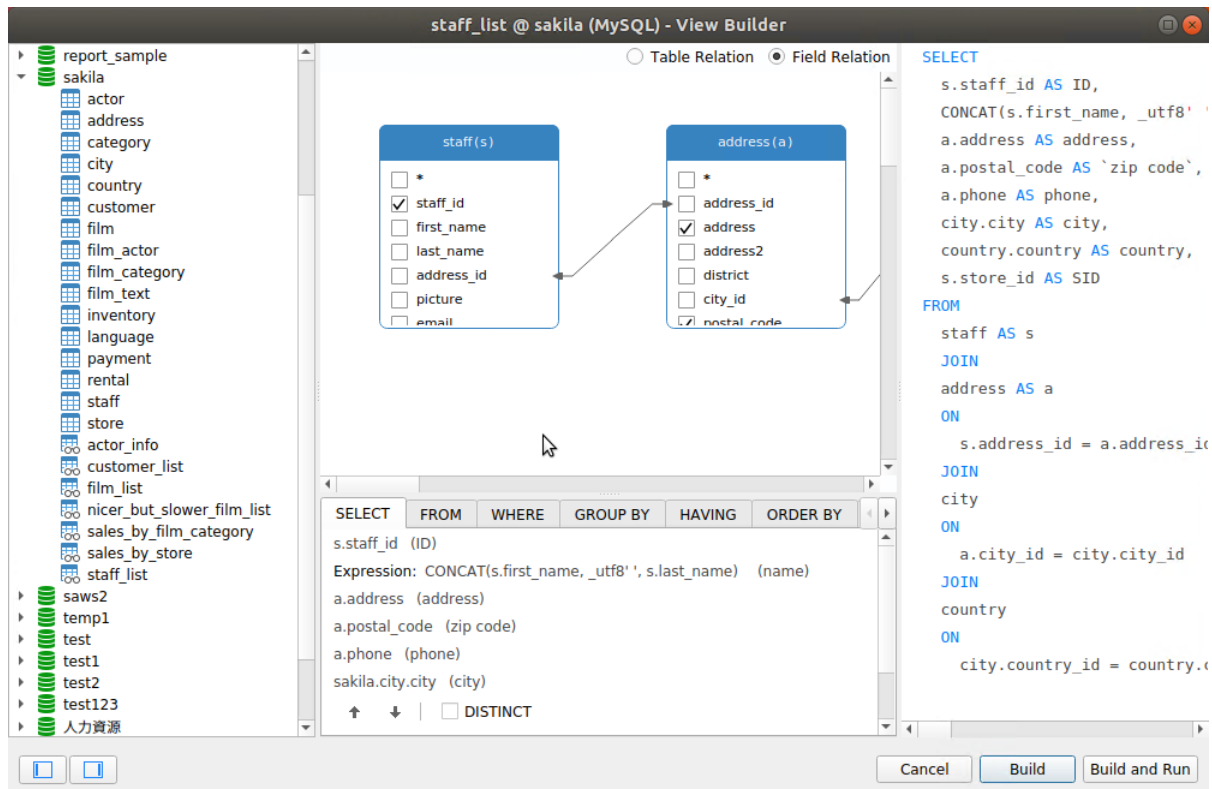 staff_list @ sakila (MySQL) - View Builder
report_sample
sakila
actor
address
category
city
country
customer
film
film_actor
film_category
film_text
inventory
language
payment
rental
staff
store
actor_info
customer_list
film_list
nicer_but_slower_film_list
sales_by_film_category
sales_by_store
staff_list
saws2
temp1
test
test1
test2
test123
人力資源
Table Relation Field Relation
staff(s)
*
staff_id
first_name
last_name
address_id
picture
email
address(a)
*
address_id
address
address2
district
city_id
postal_code
SELECT FROM WHERE GROUP BY HAVING ORDER BY
s.staff_id (ID)
Expression: CONCAT(s.first_name, _utf8' ', s.last_name) (name)
a.address (address)
a.postal_code (zip code)
a.phone (phone)
sakila.city.city (city)
DISTINCT
SELECT
s.staff_id AS ID,
CONCAT(s.first_name, _utf8' '
a.address AS address,
a.postal_code AS `zip code`,
a.phone AS phone,
city.city AS city,
country.country AS country,
s.store_id AS SID
FROM
staff AS s
JOIN
address AS a
ON
s.address_id = a.address_id
JOIN
city
ON
a.city_id = city.city_id
JOIN
country
ON
city.country_id = country.
Cancel Build Build and Run